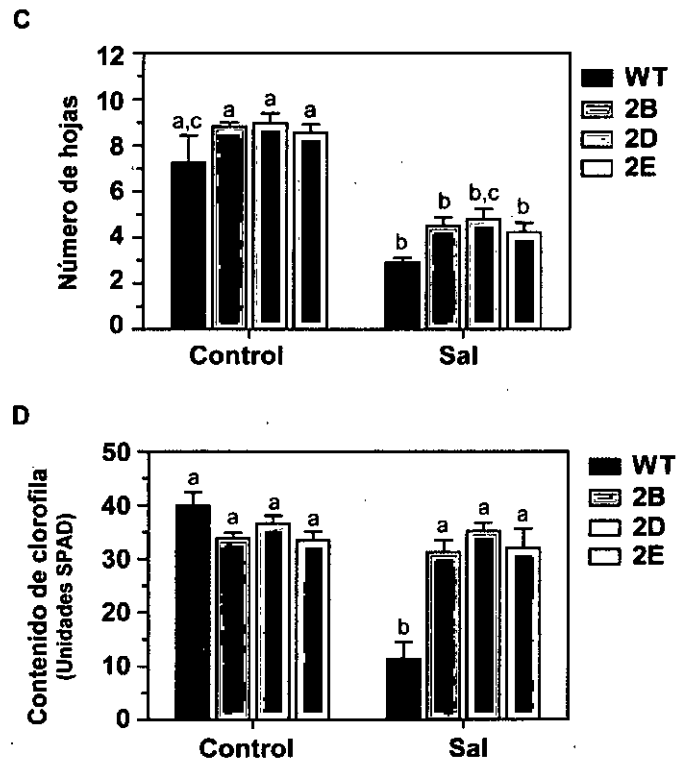 C
Número de hojas
12
10
8
6
4
2
0
a,c
a
a
a
b
b
b,c
b
Control
Sal
WT
2B
2D
2E
D
Contenido de clorofila
(Unidades SPAD)
50
40
30
20
10
0
a
a
a
a
b
a
a
a
Control
Sal
WT
2B
2D
2E